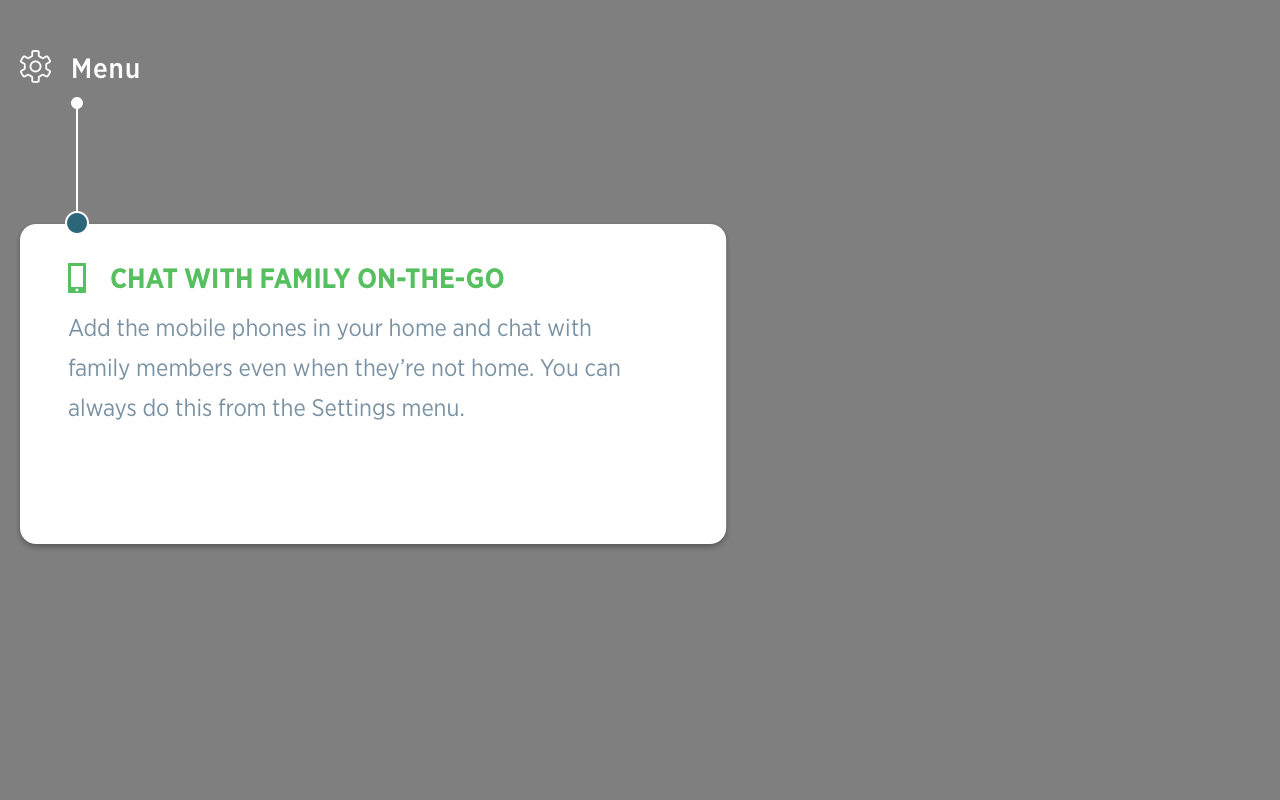 Menu
CHAT WITH FAMILY ON-THE-GO
Add the mobile phones in your home and chat with
family members even when they’re not home. You can
always do this from the Settings menu.